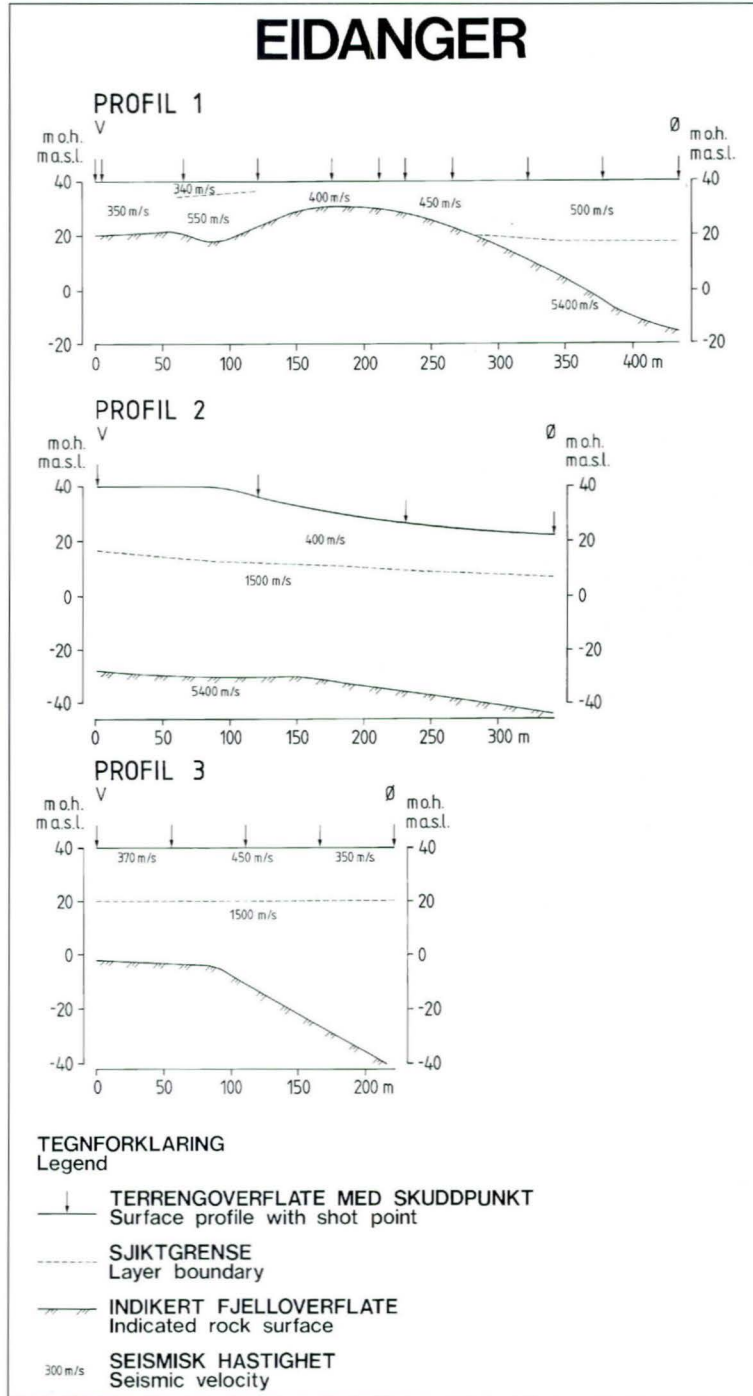 EIDANGER
PROFIL 1
V Ø
m o.h. m o.h.
m a.s.l. m a.s.l.
40 340 m/s 40
350 m/s 550 m/s 400 m/s 450 m/s 500 m/s
20 20
0 5400 m/s 0
-20 -20
0 50 100 150 200 250 300 350 400 m
PROFIL 2
V Ø
m o.h. m o.h.
m a.s.l. m a.s.l.
40 40
400 m/s
20 20
1500 m/s
0 0
-20 -20
5400 m/s
-40 -40
0 50 100 150 200 250 300 m
PROFIL 3
V Ø
m o.h. m o.h.
m a.s.l. m a.s.l.
40 370 m/s 450 m/s 350 m/s 40
20 20
1500 m/s
0 0
-20 -20
-40 -40
0 50 100 150 200 m
TEGNFORKLARING
Legend
TERRENGOVERFLATE MED SKUDDPUNKT
Surface profile with shot point
SJIKTGRENSE
Layer boundary
INDIKERT FJELLOVERFLATE
Indicated rock surface
300 m/s SEISMISK HASTIGHET
Seismic velocity